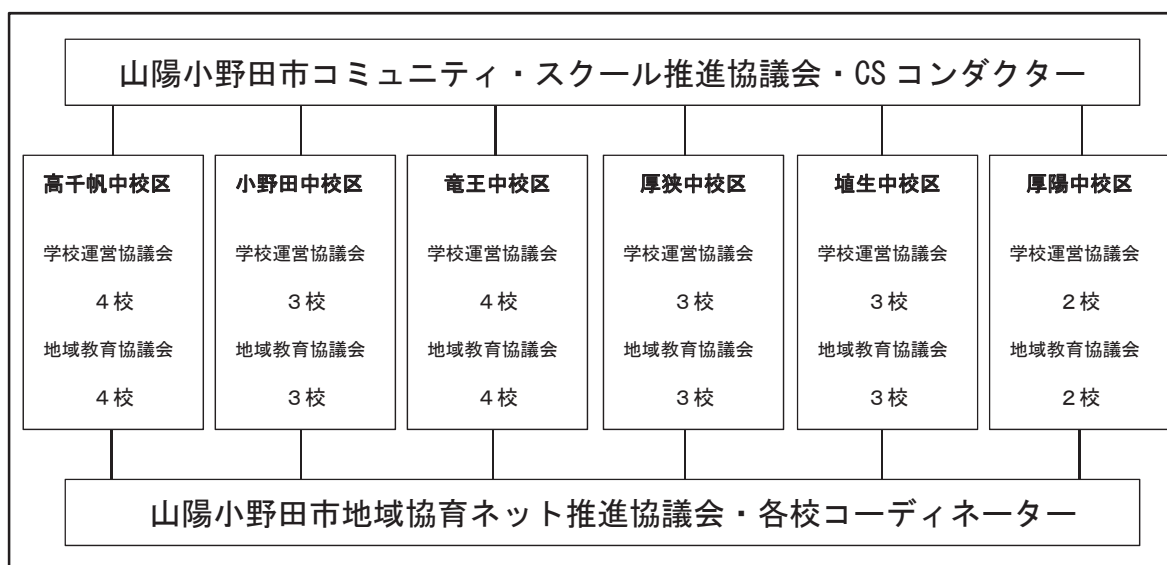 山陽小野田市コミュニティ・スクール推進協議会・CSコンダクター
高千帆中校区
学校運営協議会
４校
地域教育協議会
４校
小野田中校区
学校運営協議会
３校
地域教育協議会
３校
竜王中校区
学校運営協議会
４校
地域教育協議会
４校
厚狭中校区
学校運営協議会
３校
地域教育協議会
３校
埴生中校区
学校運営協議会
３校
地域教育協議会
３校
厚陽中校区
学校運営協議会
２校
地域教育協議会
２校
山陽小野田市地域協育ネット推進協議会・各校コーディネーター